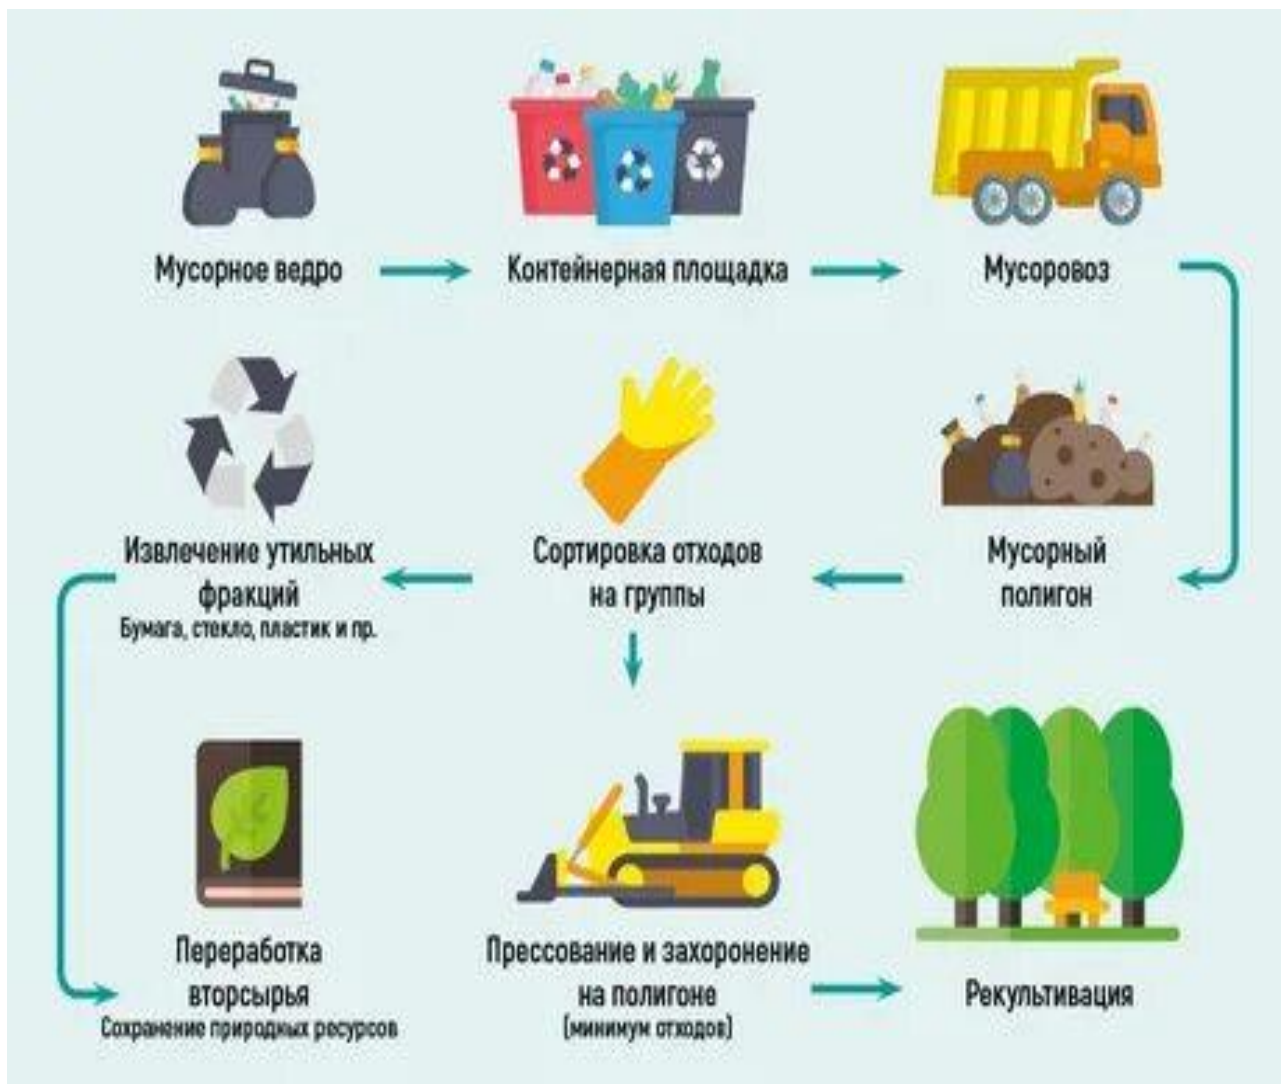 Мусорное ведро
Контейнерная площадка
Мусоровоз
Извлечение утильных
фракций
Бумага, стекло, пластик и пр.
Сортировка отходов
на группы
Мусорный
полигон
Переработка
вторсырья
Сохранение природных ресурсов
Прессование и захоронение
на полигоне
(минимум отходов)
Рекультивация